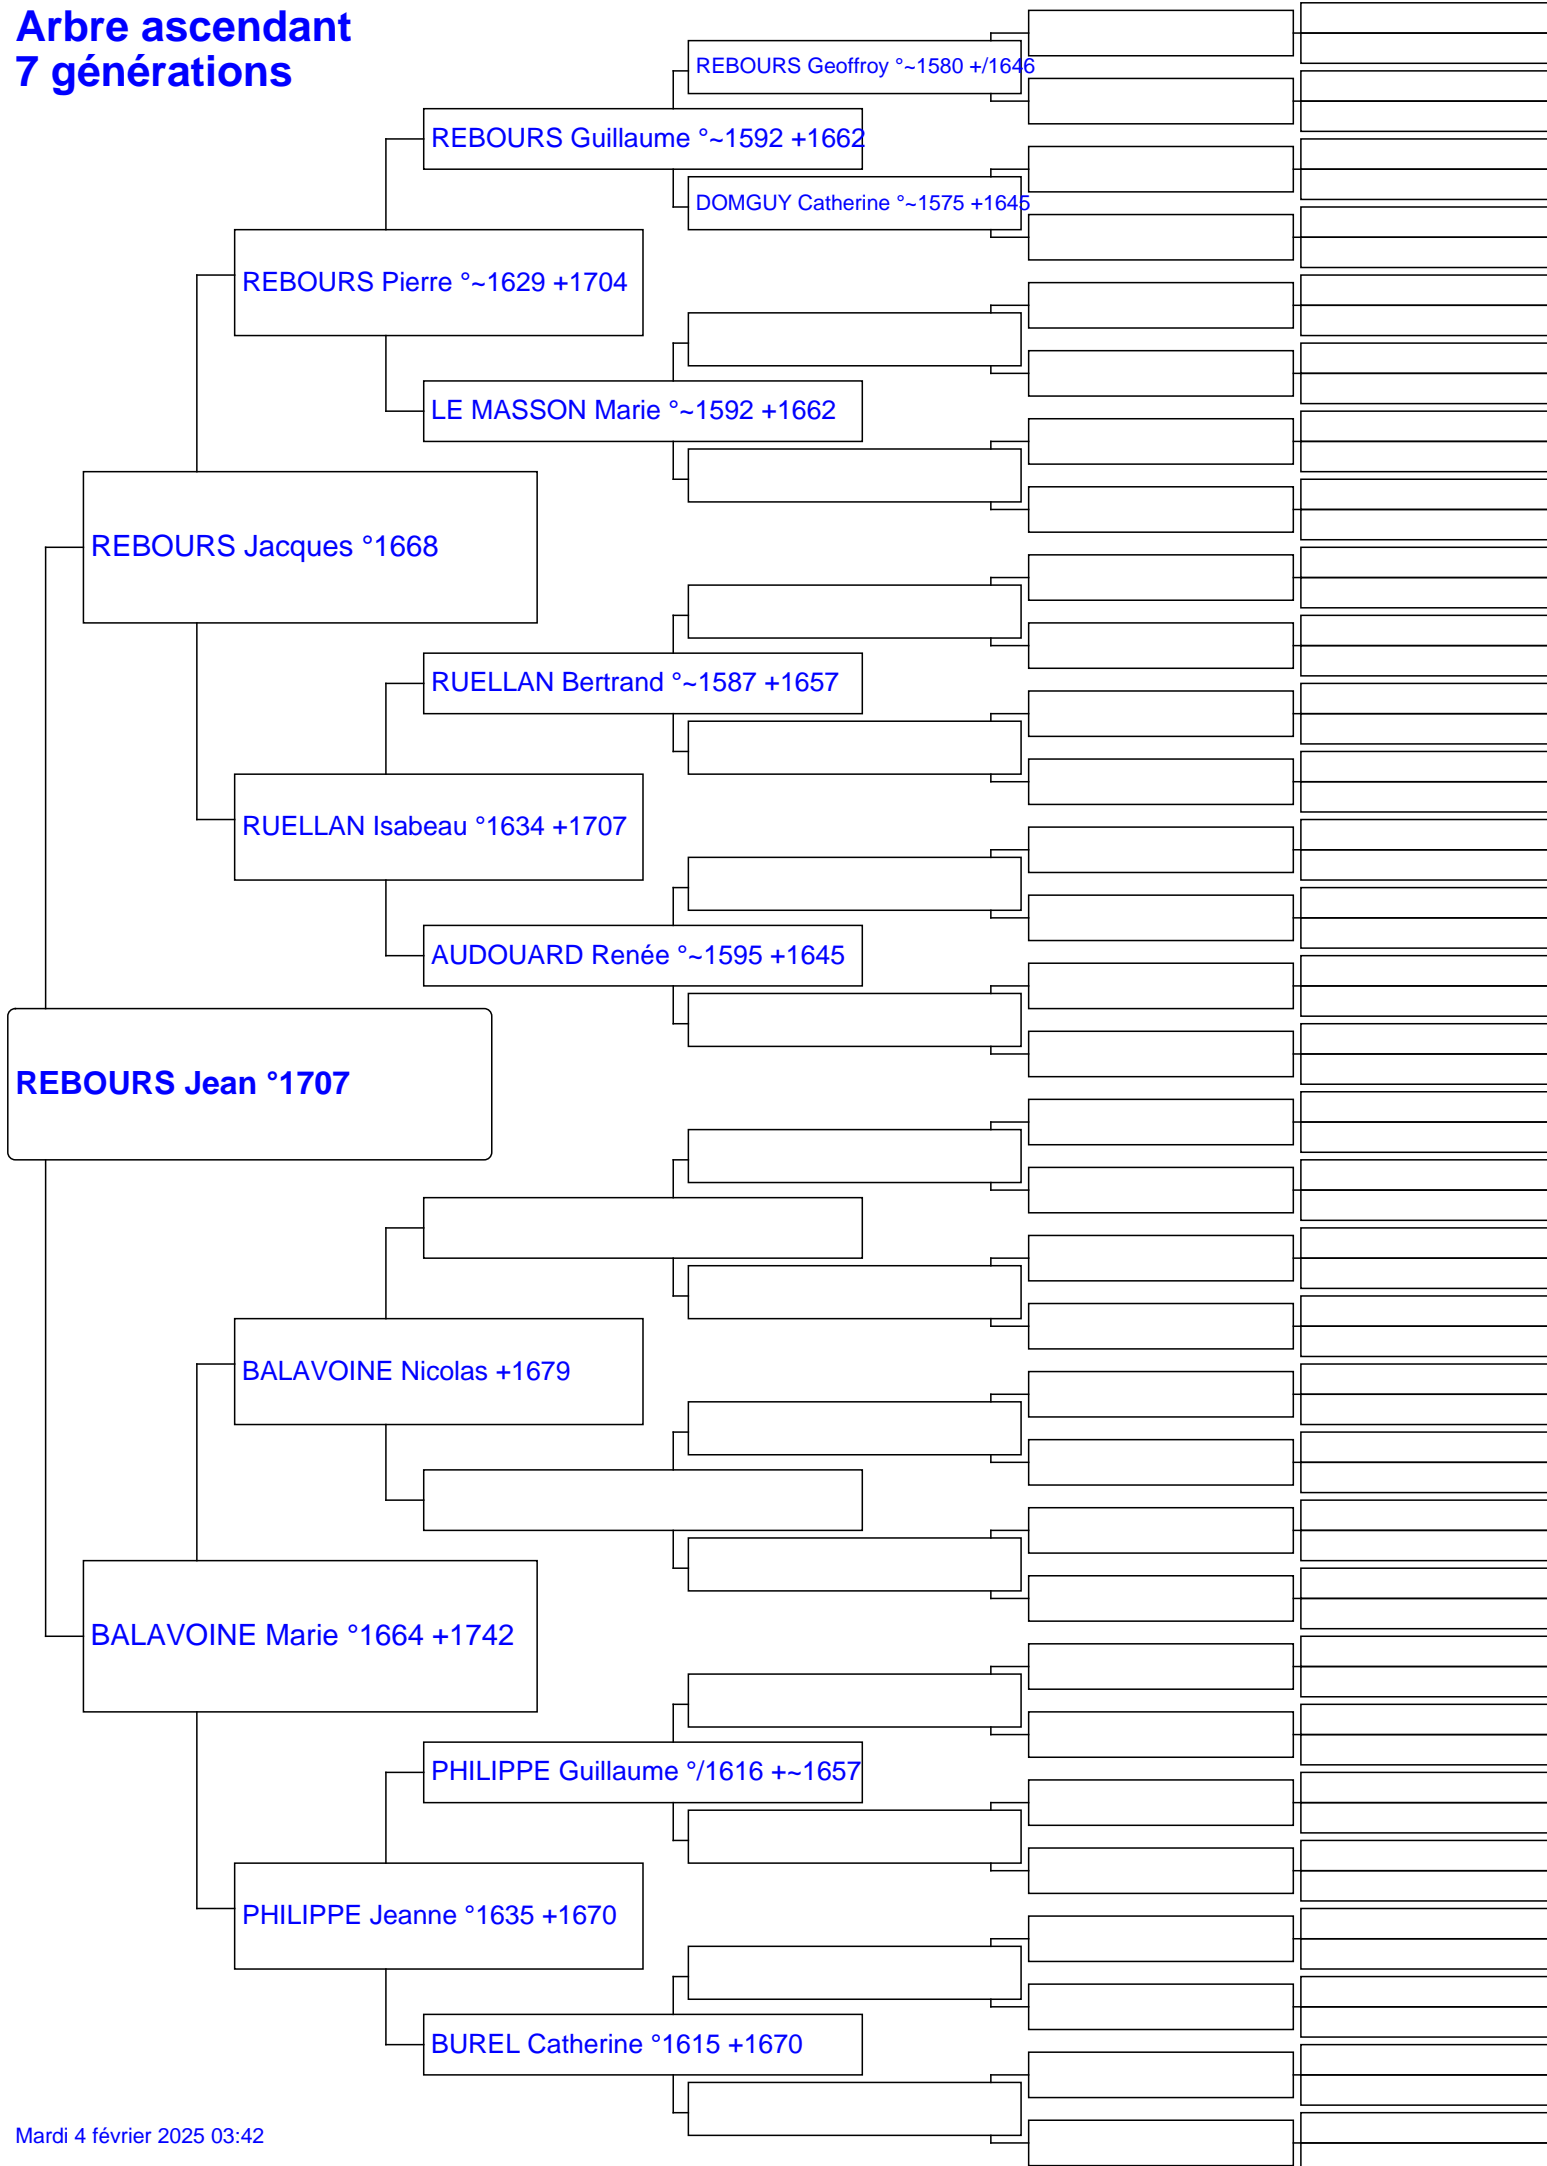 Arbre ascendant
7 générations
REBOURS Geoffroy °~1580 +/1646
REBOURS Guillaume °~1592 +1662
DOMGUY Catherine °~1575 +1645
REBOURS Pierre °~1629 +1704
LE MASSON Marie °~1592 +1662
REBOURS Jacques °1668
RUELLAN Bertrand °~1587 +1657
RUELLAN Isabeau °1634 +1707
AUDOUARD Renée °~1595 +1645
REBOURS Jean °1707
BALAVOINE Nicolas +1679
BALAVOINE Marie °1664 +1742
PHILIPPE Guillaume °/1616 +~1657
PHILIPPE Jeanne °1635 +1670
BUREL Catherine °1615 +1670
Mardi 4 février 2025 03:42